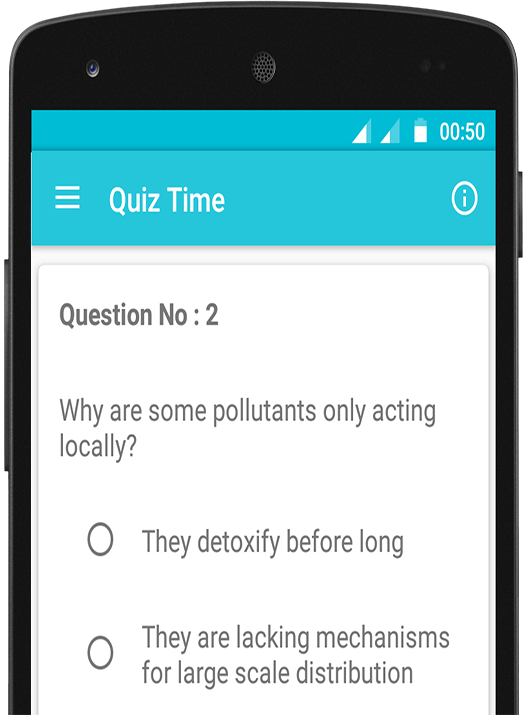 00:50
Quiz Time
Question No : 2
Why are some pollutants only acting
locally?
They detoxify before long
They are lacking mechanisms
for large scale distribution